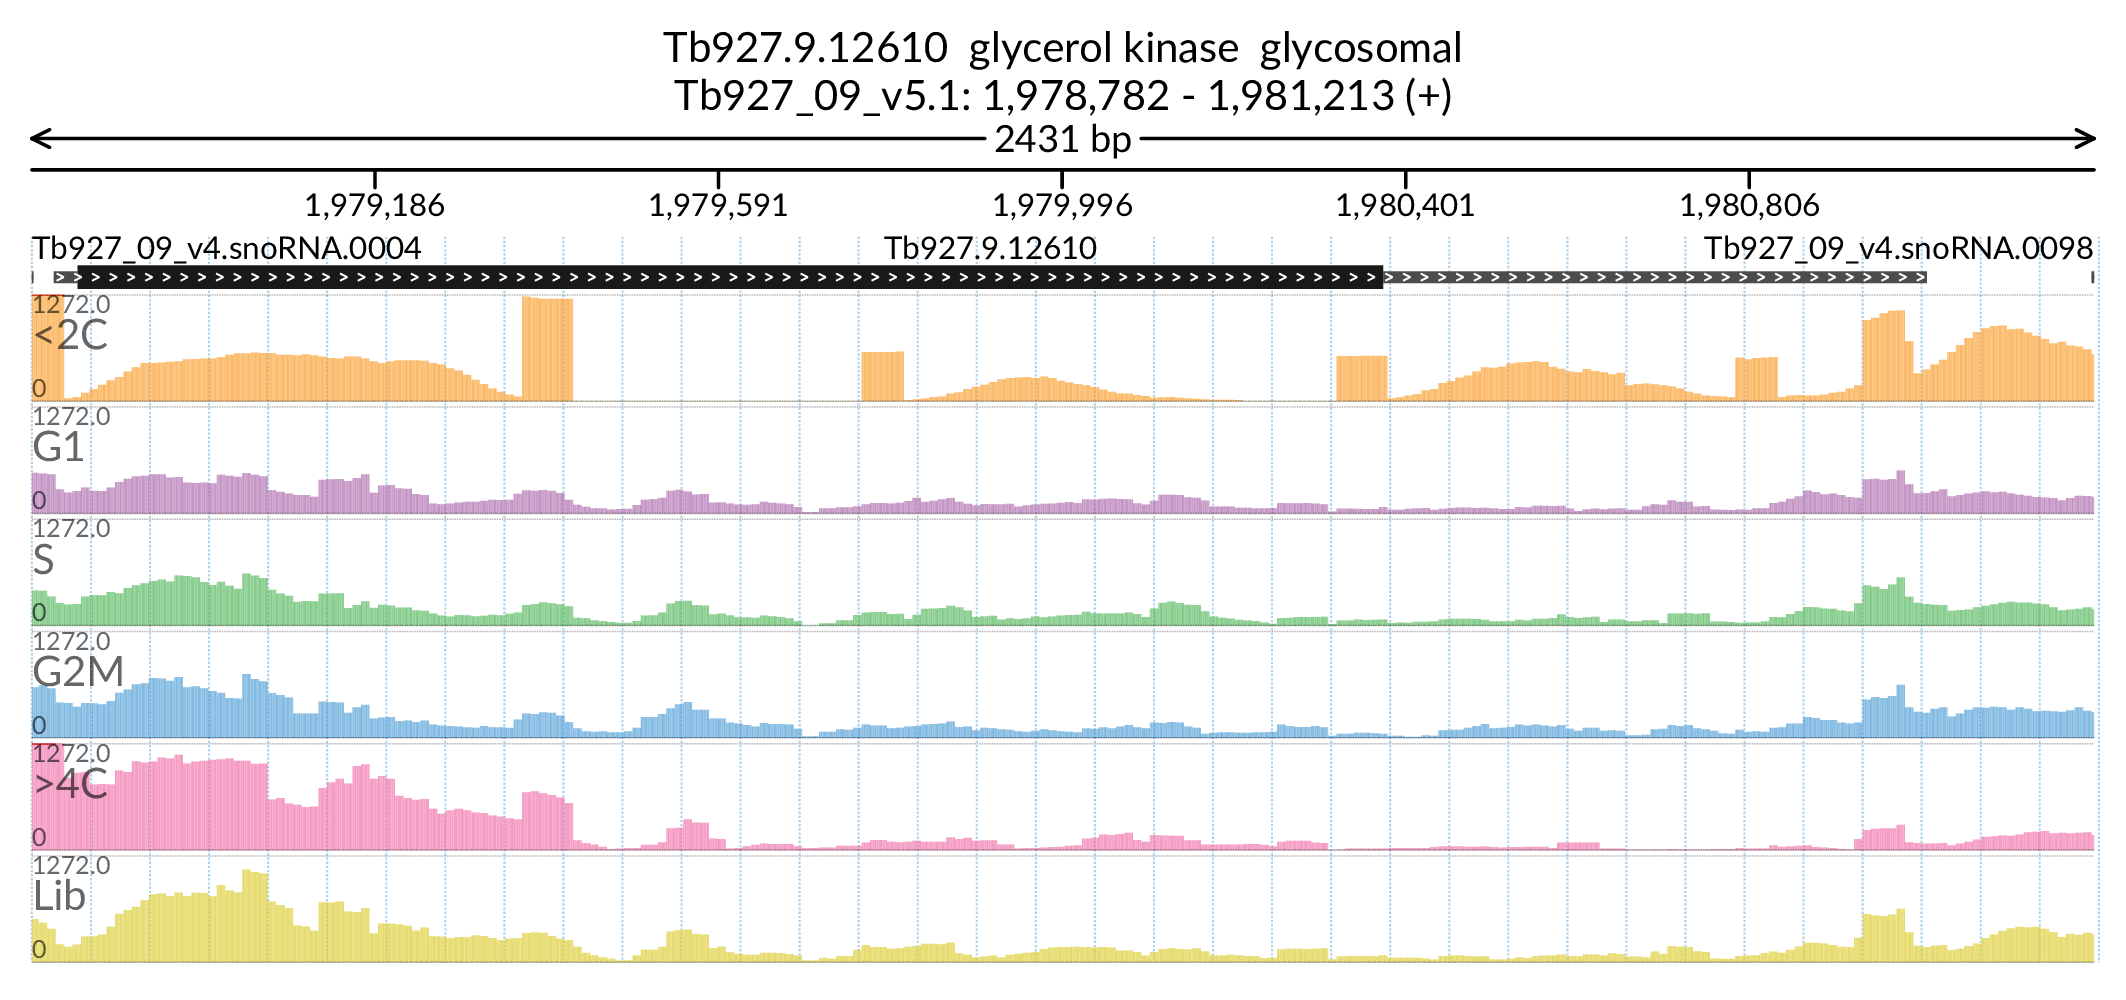 Tb927.9.12610 glycerol kinase glycosomal
Tb927_09_v5.1: 1,978,782 - 1,981,213 (+)
2431 bp
1,979,186 1,979,591 1,979,996 1,980,401 1,980,806
Tb927_09_v4.snoRNA.0004 Tb927.9.12610 Tb927_09_v4.snoRNA.0098
1272.0
<2C
0
1272.0
G1
0
1272.0
S
0
1272.0
G2M
0
1272.0
>4C
0
1272.0
Lib
0